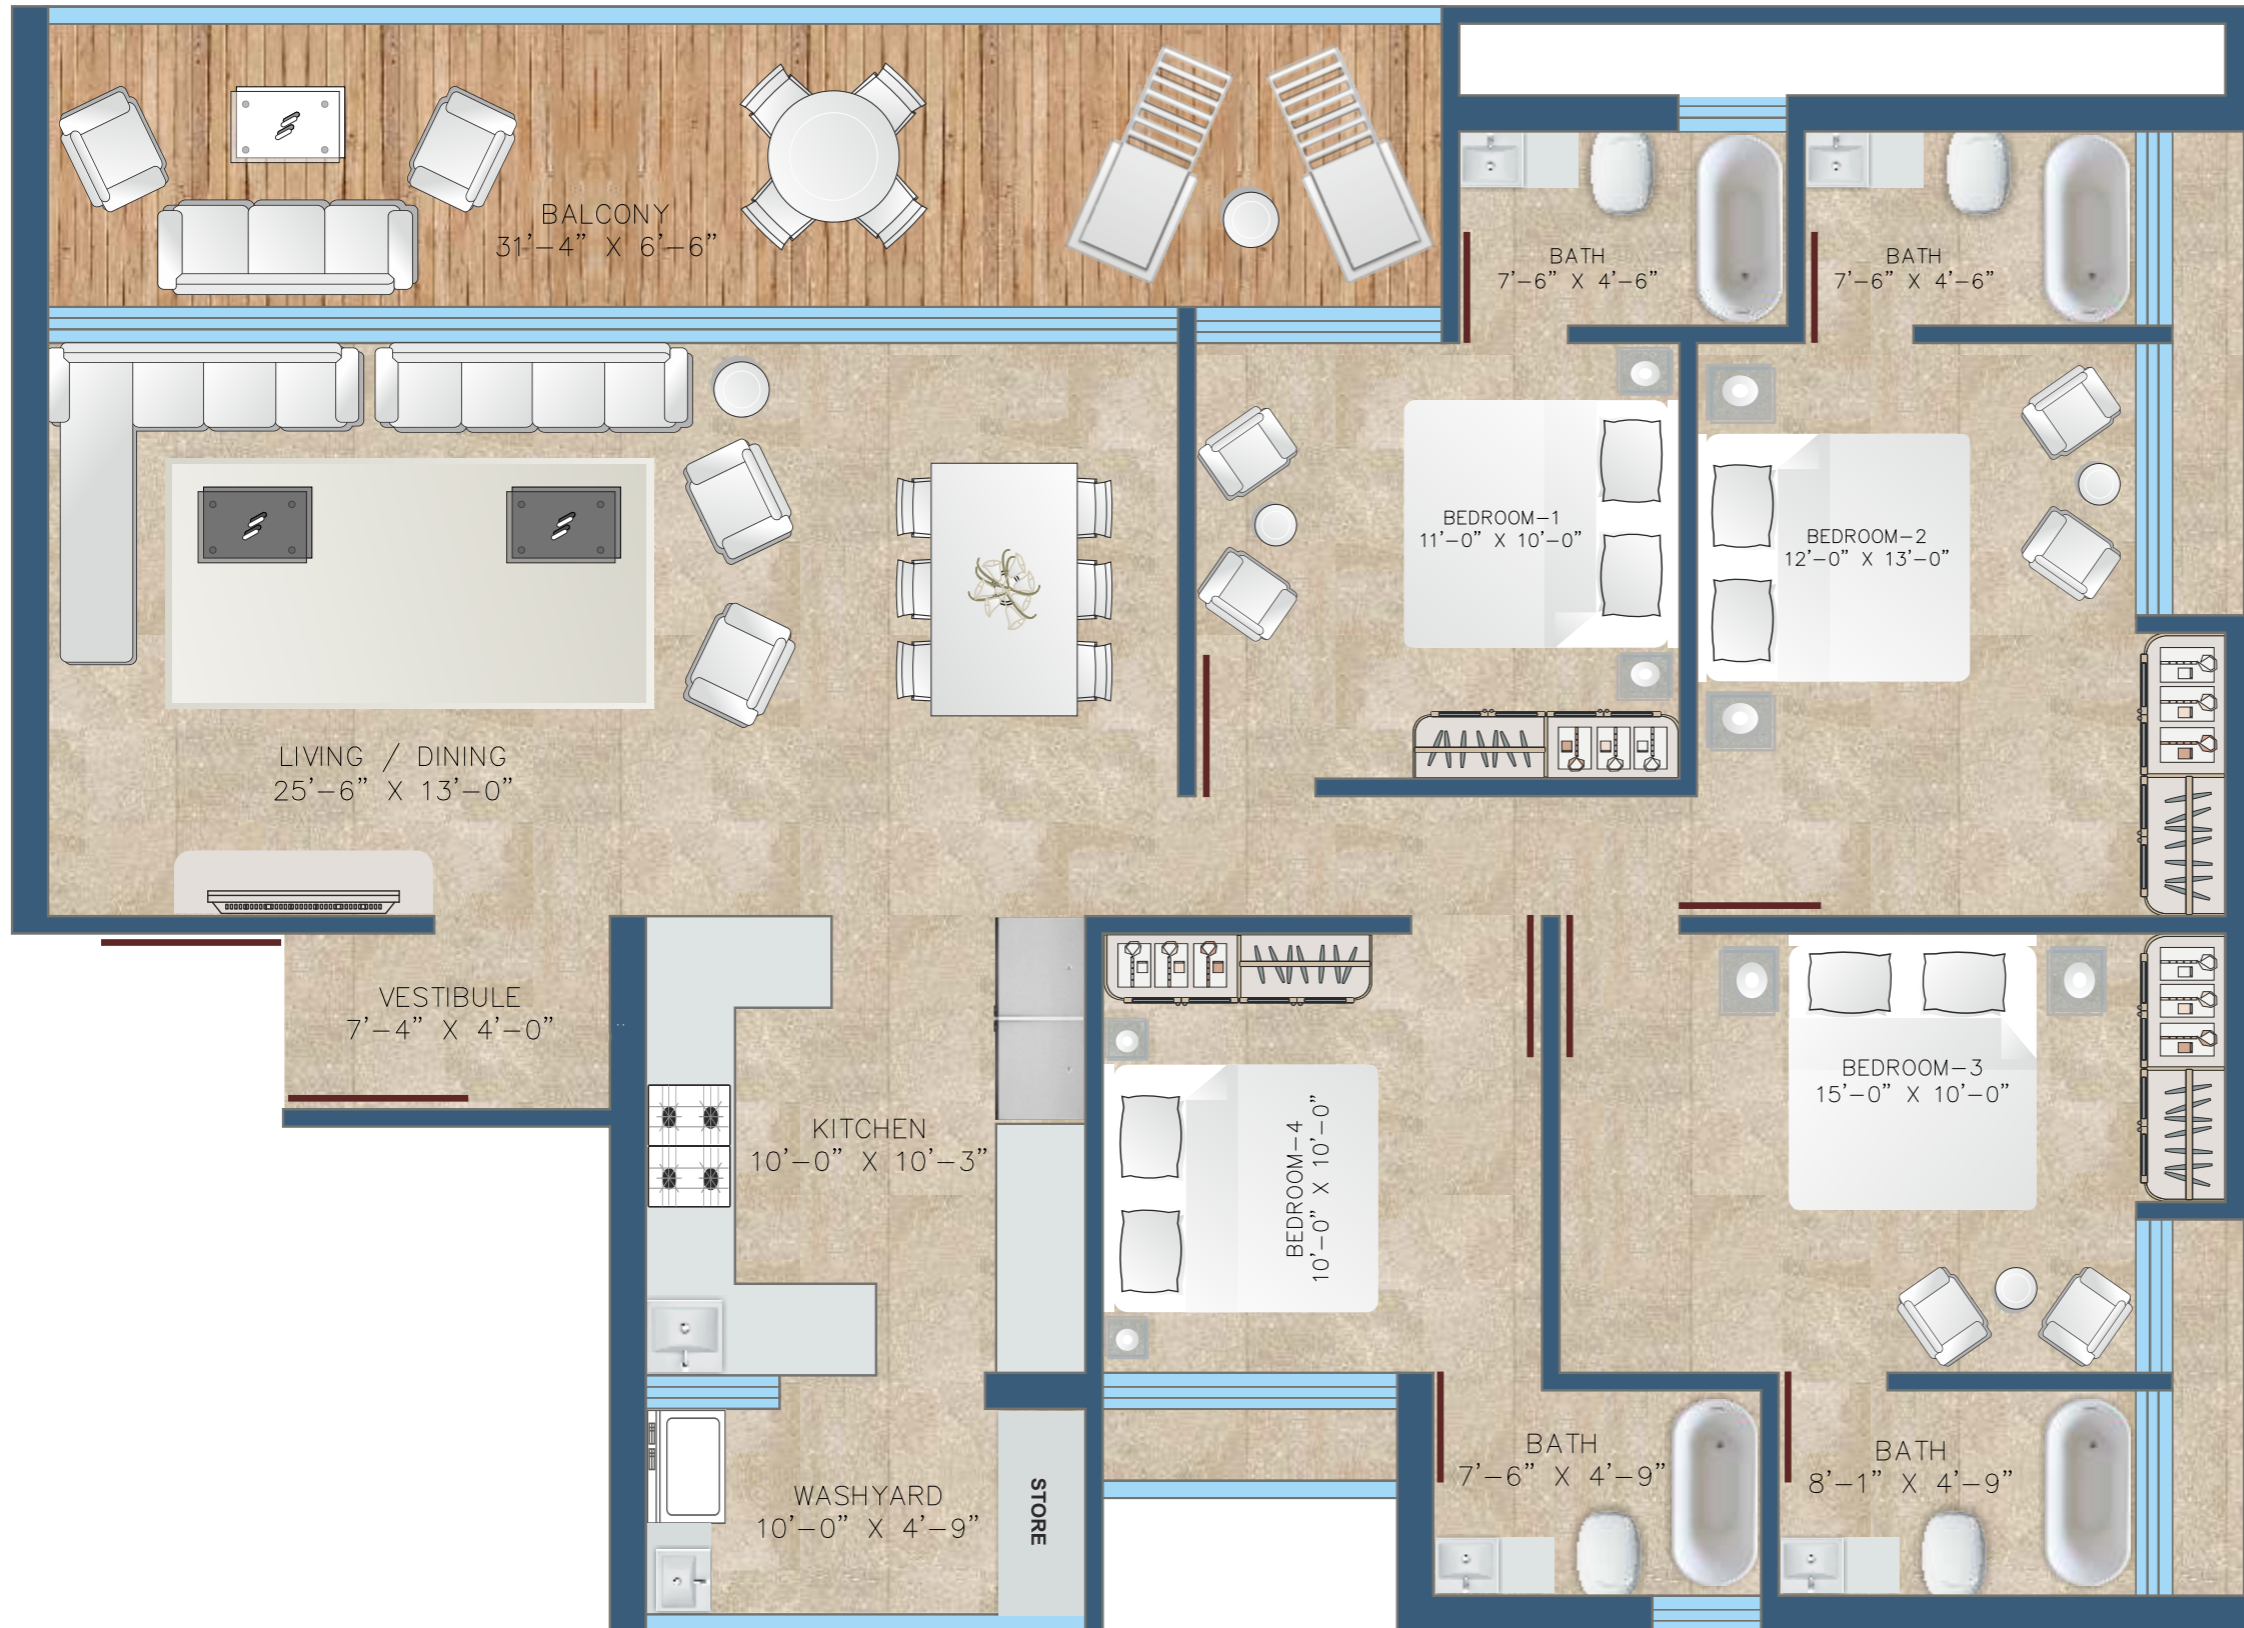 BALCONY
31'-4" X 6'-6"
BATH
7'-6" X 4'-6"
BATH
7'-6" X 4'-6"
BEDROOM-1
11'-0" X 10'-0"
BEDROOM-2
12'-0" X 13'-0"
LIVING / DINING
25'-6" X 13'-0"
VESTIBULE
7'-4" X 4'-0"
KITCHEN
10'-0" X 10'-3"
BEDROOM-4
10'-0" X 10'-0"
BEDROOM-3
15'-0" X 10'-0"
WASHYARD
10'-0" X 4'-9"
STORE
BATH
7'-6" X 4'-9"
BATH
8'-1" X 4'-9"